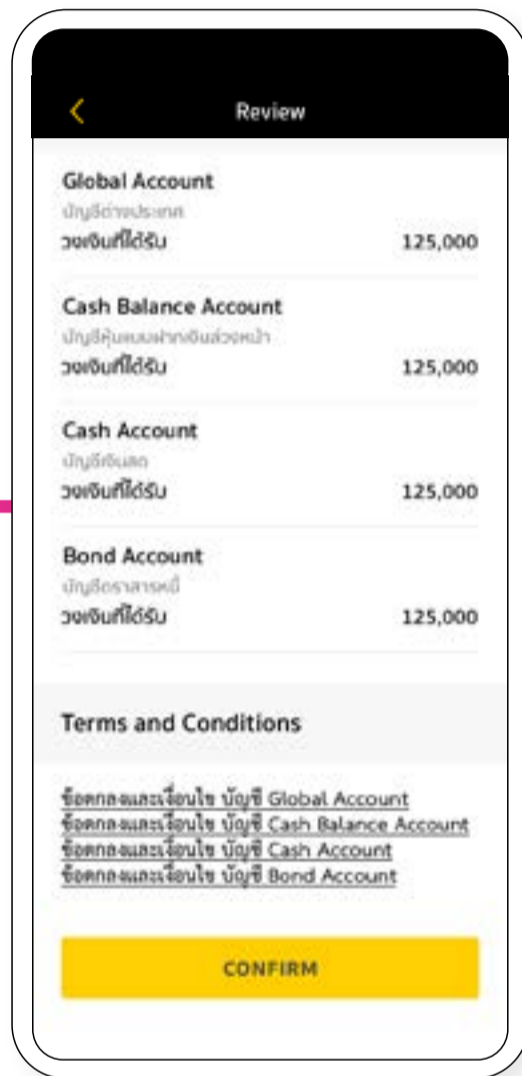 Review
Global Account
บัญชีต่างประเทศ
วงเงินที่ได้รับ 125,000
Cash Balance Account
บัญชีหุ้นแบบฝากเงินล่วงหน้า
วงเงินที่ได้รับ 125,000
Cash Account
บัญชีเงินสด
วงเงินที่ได้รับ 125,000
Bond Account
บัญชีตราสารหนี้
วงเงินที่ได้รับ 125,000
Terms and Conditions
ข้อตกลงและเงื่อนไข บัญชี Global Account
ข้อตกลงและเงื่อนไข บัญชี Cash Balance Account
ข้อตกลงและเงื่อนไข บัญชี Cash Account
ข้อตกลงและเงื่อนไข บัญชี Bond Account
CONFIRM